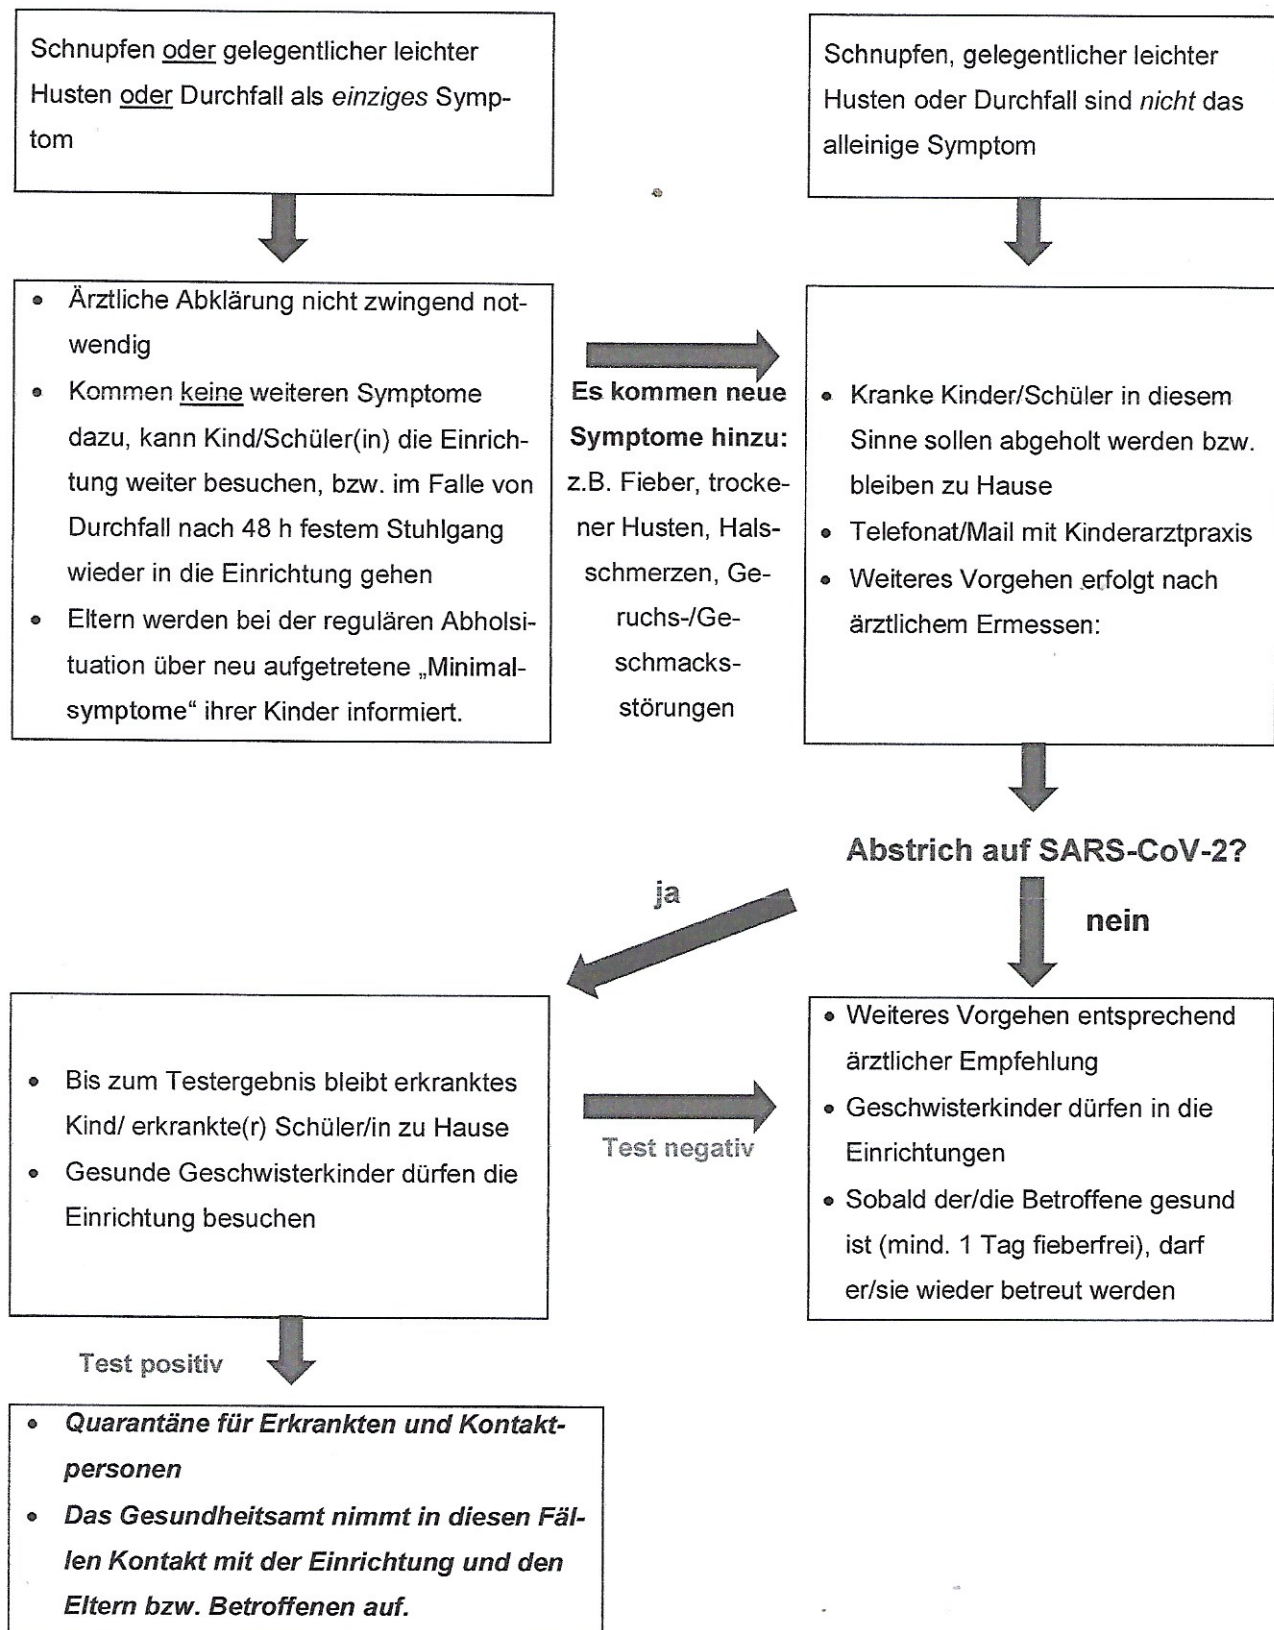 Schnupfen oder gelegentlicher leichter
Husten oder Durchfall als einziges Symp-
tom
Schnupfen, gelegentlicher leichter
Husten oder Durchfall sind nicht das
alleinige Symptom
• Ärztliche Abklärung nicht zwingend not-
wendig
• Kommen keine weiteren Symptome
dazu, kann Kind/Schüler(in) die Einrich-
tung weiter besuchen, bzw. im Falle von
Durchfall nach 48 h festem Stuhlgang
wieder in die Einrichtung gehen
• Eltern werden bei der regulären Abholsi-
tuation über neu aufgetretene „Minimal-
symptome“ ihrer Kinder informiert.
Es kommen neue
Symptome hinzu:
z.B. Fieber, trocke-
ner Husten, Hals-
schmerzen, Ge-
ruchs-/Ge-
schmacks-
störungen
• Kranke Kinder/Schüler in diesem
Sinne sollen abgeholt werden bzw.
bleiben zu Hause
• Telefonat/Mail mit Kinderarztpraxis
• Weiteres Vorgehen erfolgt nach
ärztlichem Ermessen:
Abstrich auf SARS-CoV-2?
ja
nein
• Bis zum Testergebnis bleibt erkranktes
Kind/ erkrankte(r) Schüler/in zu Hause
• Gesunde Geschwisterkinder dürfen die
Einrichtung besuchen
Test negativ
• Weiteres Vorgehen entsprechend
ärztlicher Empfehlung
• Geschwisterkinder dürfen in die
Einrichtungen
• Sobald der/die Betroffene gesund
ist (mind. 1 Tag fieberfrei), darf
er/sie wieder betreut werden
Test positiv
• Quarantäne für Erkrankten und Kontakt-
personen
• Das Gesundheitsamt nimmt in diesen Fäl-
len Kontakt mit der Einrichtung und den
Eltern bzw. Betroffenen auf.